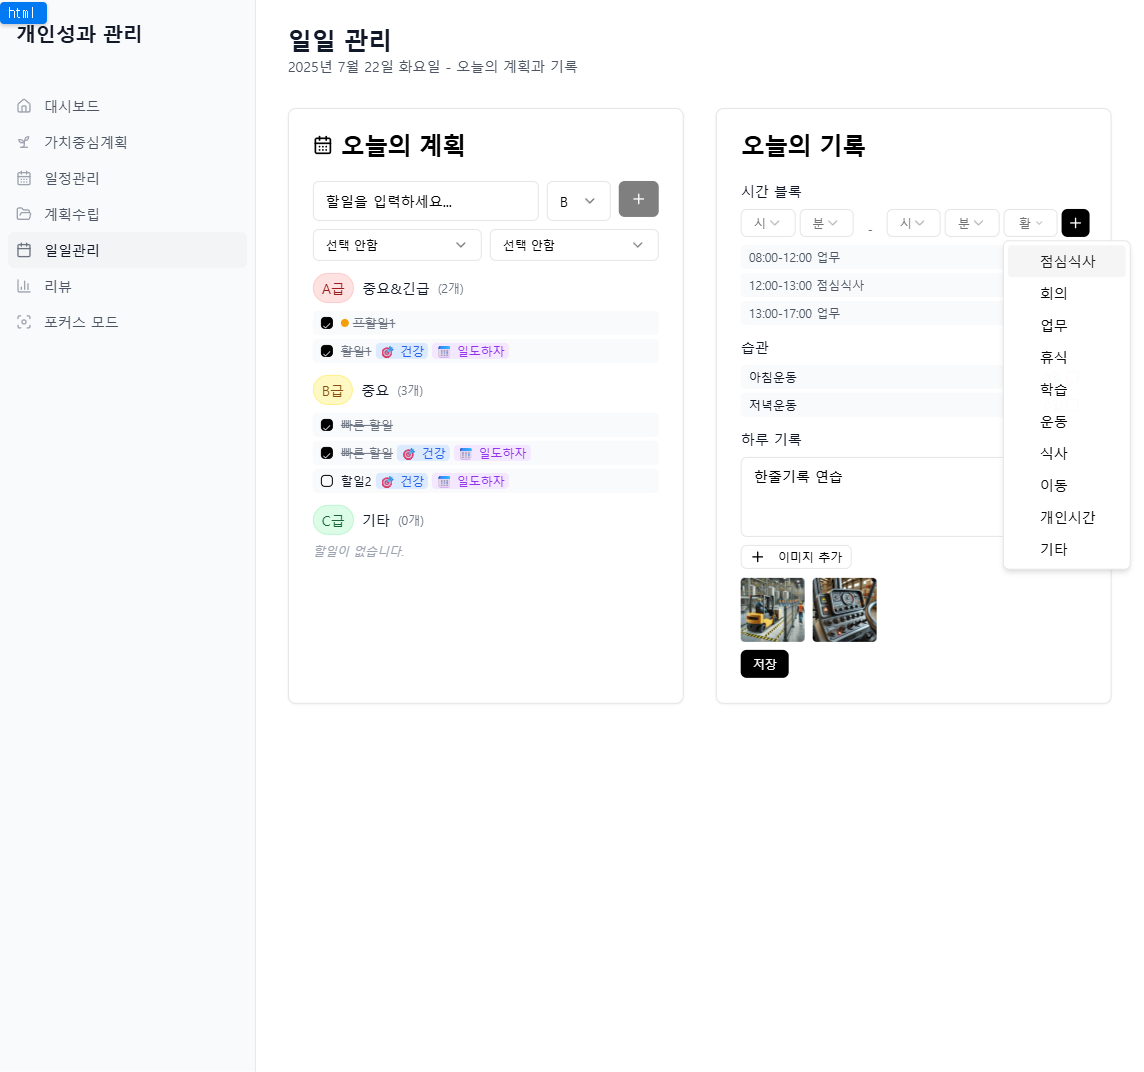 html
개인성과 관리
대시보드
가치중심계획
일정관리
계획수립
일일관리
리뷰
포커스 모드
일일 관리
2025년 7월 22일 화요일 - 오늘의 계획과 기록
오늘의 계획
할일을 입력하세요...
B
선택 안함
선택 안함
A급 중요&긴급 (2개)
프할일1
할일1 건강 일도하자
B급 중요 (3개)
빠른 할일
빠른 할일 건강 일도하자
할일2 건강 일도하자
C급 기타 (0개)
할일이 없습니다.
오늘의 기록
시간 블록
시 분 - 시 분 활
08:00-12:00 업무
12:00-13:00 점심식사
13:00-17:00 업무
습관
아침운동
저녁운동
하루 기록
한줄기록 연습
이미지 추가
저장
점심식사
회의
업무
휴식
학습
운동
식사
이동
개인시간
기타